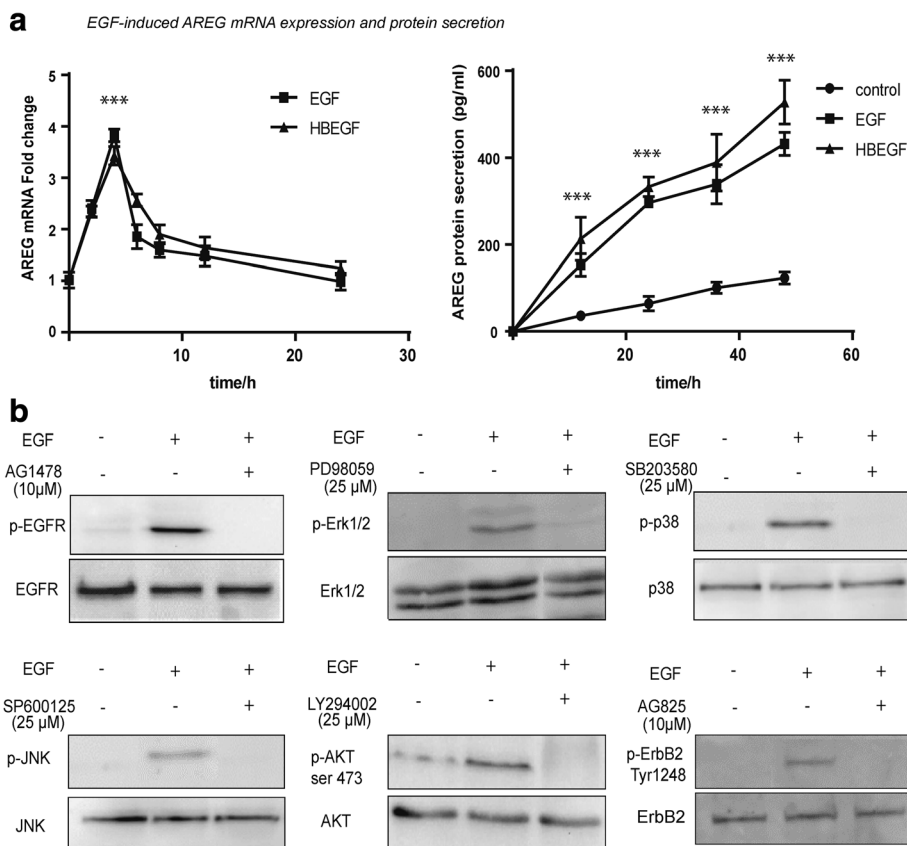 a
EGF-induced AREG mRNA expression and protein secretion
AREG mRNA Fold change
5
4
3
2
1
0
***
EGF
HBEGF
10
20
30
time/h
AREG protein secretion (pg/ml)
600
400
200
0
***
***
***
***
control
EGF
HBEGF
20
40
60
time/h
b
EGF - + +
AG1478 - - +
(10µM)
p-EGFR
EGFR
EGF - + +
PD98059 - - +
(25 µM)
p-Erk1/2
Erk1/2
EGF - + +
SB203580 - - +
(25 µM)
p-p38
p38
EGF - + +
SP600125 - - +
(25 µM)
p-JNK
JNK
EGF - + +
LY294002 - - +
(25 µM)
p-AKT
ser 473
AKT
EGF - + +
AG825 - - +
(10µM)
p-ErbB2
Tyr1248
ErbB2